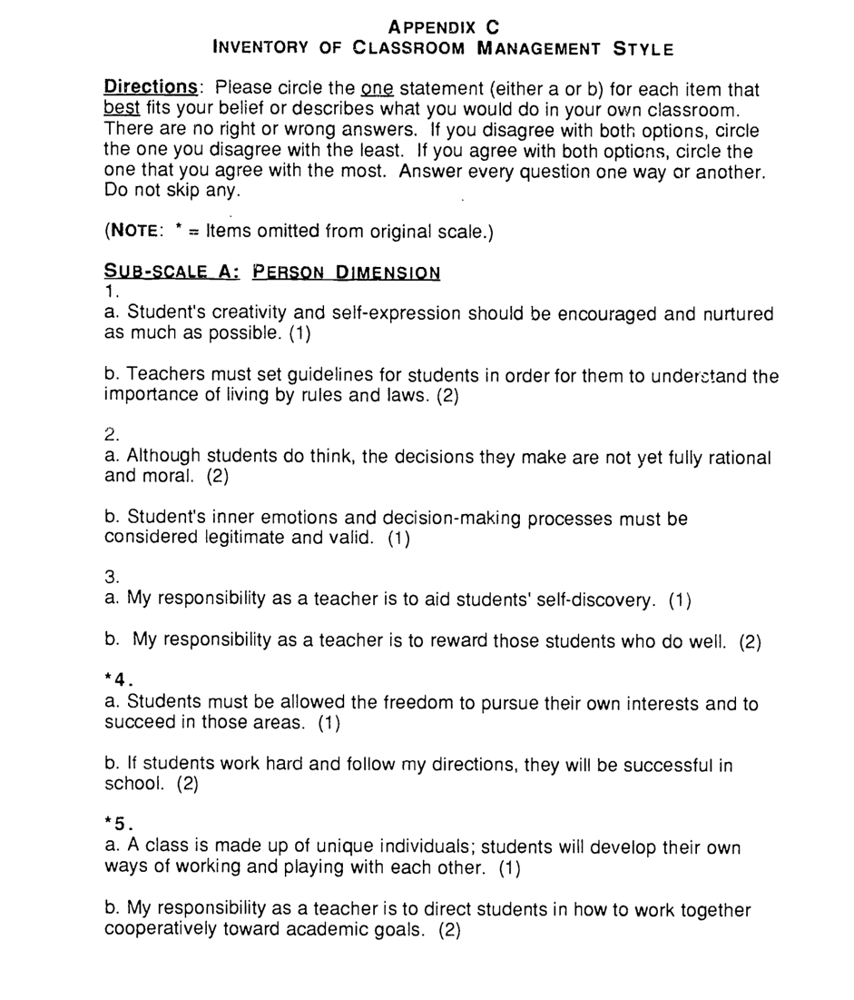 APPENDIX C
INVENTORY OF CLASSROOM MANAGEMENT STYLE
Directions: Please circle the one statement (either a or b) for each item that
best fits your belief or describes what you would do in your own classroom.
There are no right or wrong answers. If you disagree with both options, circle
the one you disagree with the least. If you agree with both options, circle the
one that you agree with the most. Answer every question one way or another.
Do not skip any.
(NOTE: * = Items omitted from original scale.)
SUB-SCALE A: PERSON DIMENSION
1.
a. Student's creativity and self-expression should be encouraged and nurtured
as much as possible. (1)
b. Teachers must set guidelines for students in order for them to understand the
importance of living by rules and laws. (2)
2.
a. Although students do think, the decisions they make are not yet fully rational
and moral. (2)
b. Student's inner emotions and decision-making processes must be
considered legitimate and valid. (1)
3.
a. My responsibility as a teacher is to aid students' self-discovery. (1)
b. My responsibility as a teacher is to reward those students who do well. (2)
*4.
a. Students must be allowed the freedom to pursue their own interests and to
succeed in those areas. (1)
b. If students work hard and follow my directions, they will be successful in
school. (2)
*5.
a. A class is made up of unique individuals; students will develop their own
ways of working and playing with each other. (1)
b. My responsibility as a teacher is to direct students in how to work together
cooperatively toward academic goals. (2)